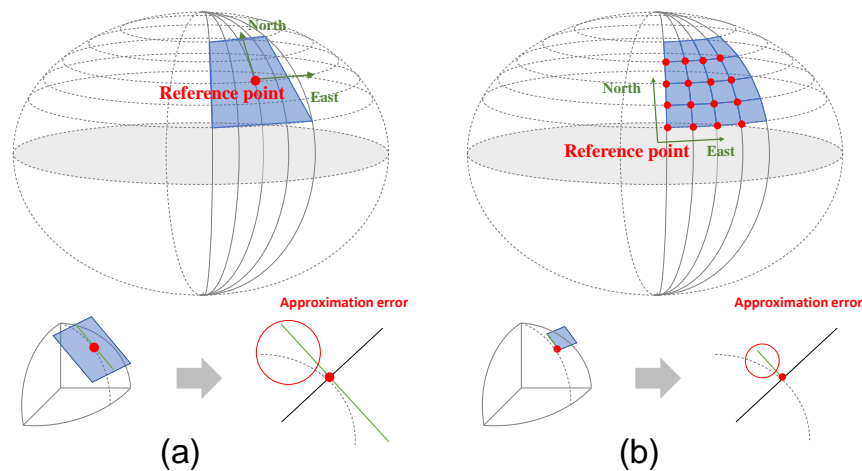 North
Reference point
East
Approximation error
(a)
North
Reference point
East
Approximation error
(b)